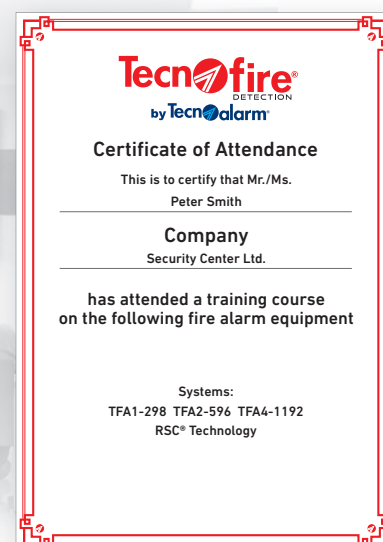 Tecnofire®
DETECTION
by Tecnoalarm®
Certificate of Attendance
This is to certify that Mr./Ms.
Peter Smith
Company
Security Center Ltd.
has attended a training course
on the following fire alarm equipment
Systems:
TFA1-298 TFA2-596 TFA4-1192
RSC® Technology